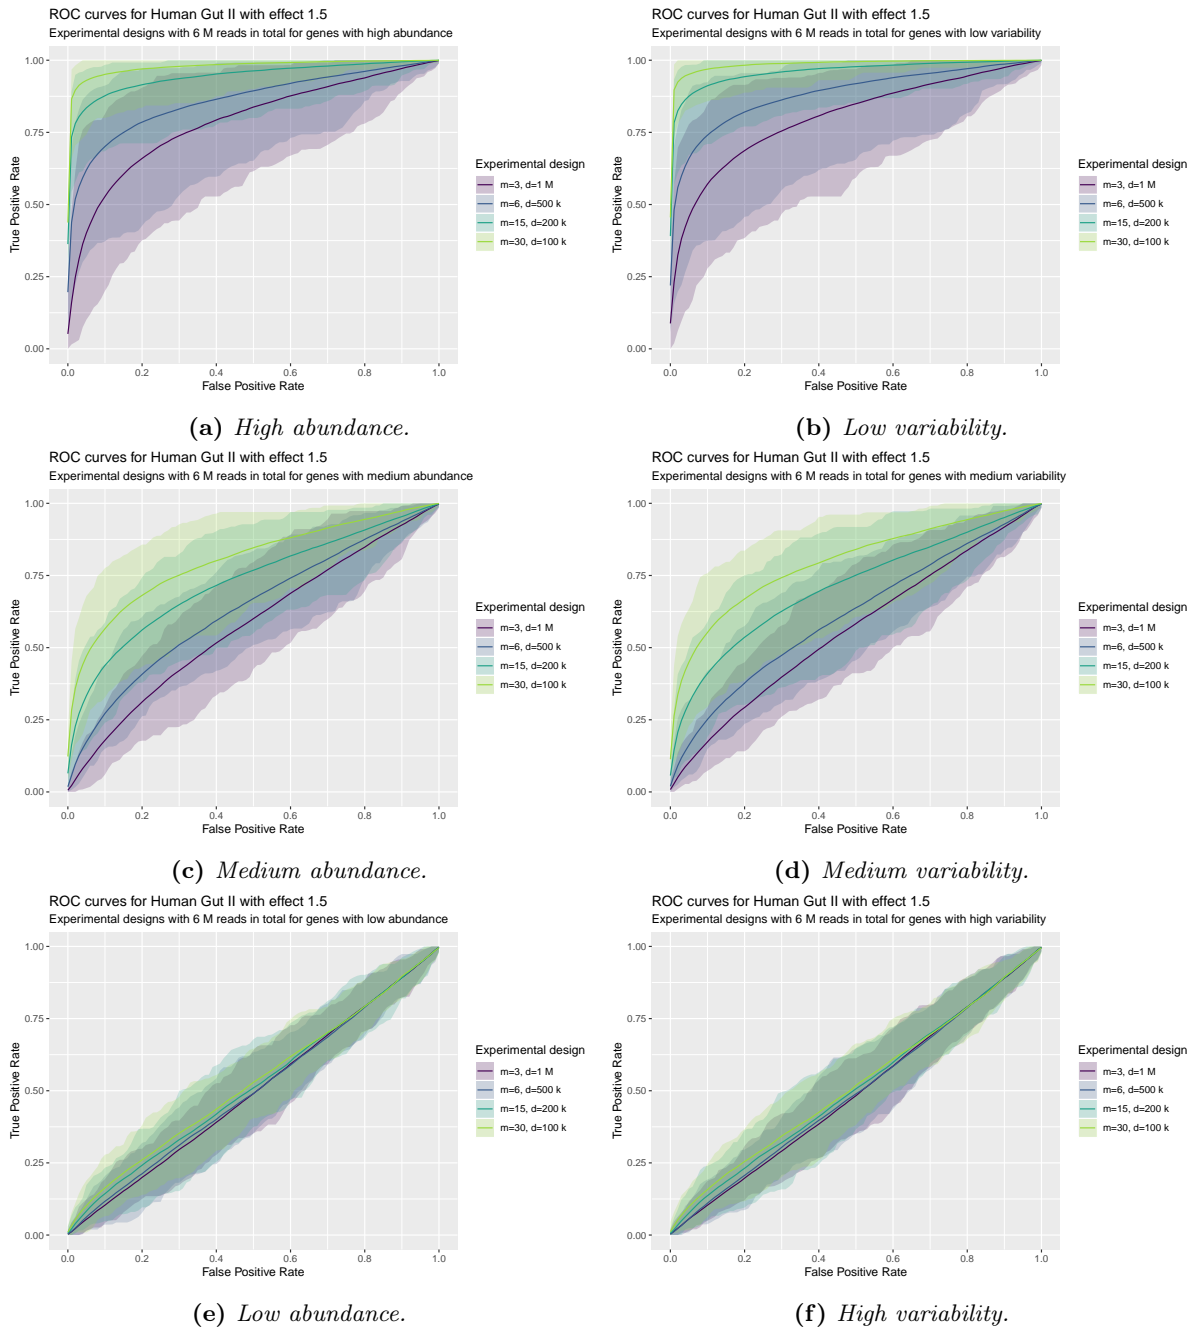 ROC curves for Human Gut II with effect 1.5
Experimental designs with 6 M reads in total for genes with high abundance
1.00
0.75
0.50
0.25
0.00
True Positive Rate
0.0 0.2 0.4 0.6 0.8 1.0
False Positive Rate
Experimental design
m=3, d=1 M
m=6, d=500 k
m=15, d=200 k
m=30, d=100 k
(a) High abundance.
ROC curves for Human Gut II with effect 1.5
Experimental designs with 6 M reads in total for genes with low variability
1.00
0.75
0.50
0.25
0.00
True Positive Rate
0.0 0.2 0.4 0.6 0.8 1.0
False Positive Rate
Experimental design
m=3, d=1 M
m=6, d=500 k
m=15, d=200 k
m=30, d=100 k
(b) Low variability.
ROC curves for Human Gut II with effect 1.5
Experimental designs with 6 M reads in total for genes with medium abundance
1.00
0.75
0.50
0.25
0.00
True Positive Rate
0.0 0.2 0.4 0.6 0.8 1.0
False Positive Rate
Experimental design
m=3, d=1 M
m=6, d=500 k
m=15, d=200 k
m=30, d=100 k
(c) Medium abundance.
ROC curves for Human Gut II with effect 1.5
Experimental designs with 6 M reads in total for genes with medium variability
1.00
0.75
0.50
0.25
0.00
True Positive Rate
0.0 0.2 0.4 0.6 0.8 1.0
False Positive Rate
Experimental design
m=3, d=1 M
m=6, d=500 k
m=15, d=200 k
m=30, d=100 k
(d) Medium variability.
ROC curves for Human Gut II with effect 1.5
Experimental designs with 6 M reads in total for genes with low abundance
1.00
0.75
0.50
0.25
0.00
True Positive Rate
0.0 0.2 0.4 0.6 0.8 1.0
False Positive Rate
Experimental design
m=3, d=1 M
m=6, d=500 k
m=15, d=200 k
m=30, d=100 k
(e) Low abundance.
ROC curves for Human Gut II with effect 1.5
Experimental designs with 6 M reads in total for genes with high variability
1.00
0.75
0.50
0.25
0.00
True Positive Rate
0.0 0.2 0.4 0.6 0.8 1.0
False Positive Rate
Experimental design
m=3, d=1 M
m=6, d=500 k
m=15, d=200 k
m=30, d=100 k
(f) High variability.